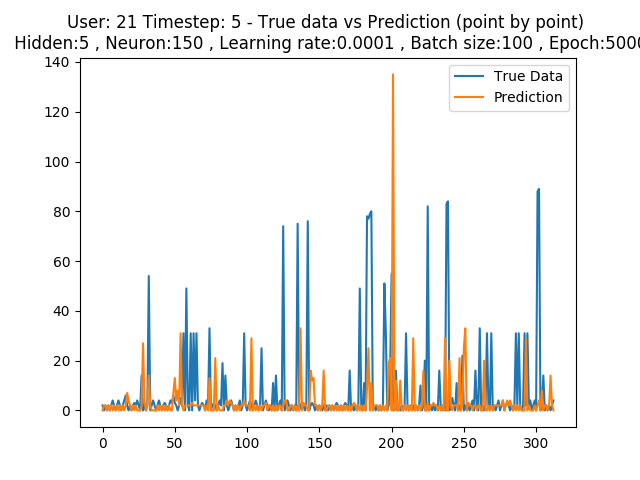 User: 21 Timestep: 5 - True data vs Prediction (point by point)
Hidden:5 , Neuron:150 , Learning rate:0.0001 , Batch size:100 , Epoch:5000
140
120
100
80
60
40
20
0
True Data
Prediction
0 50 100 150 200 250 300